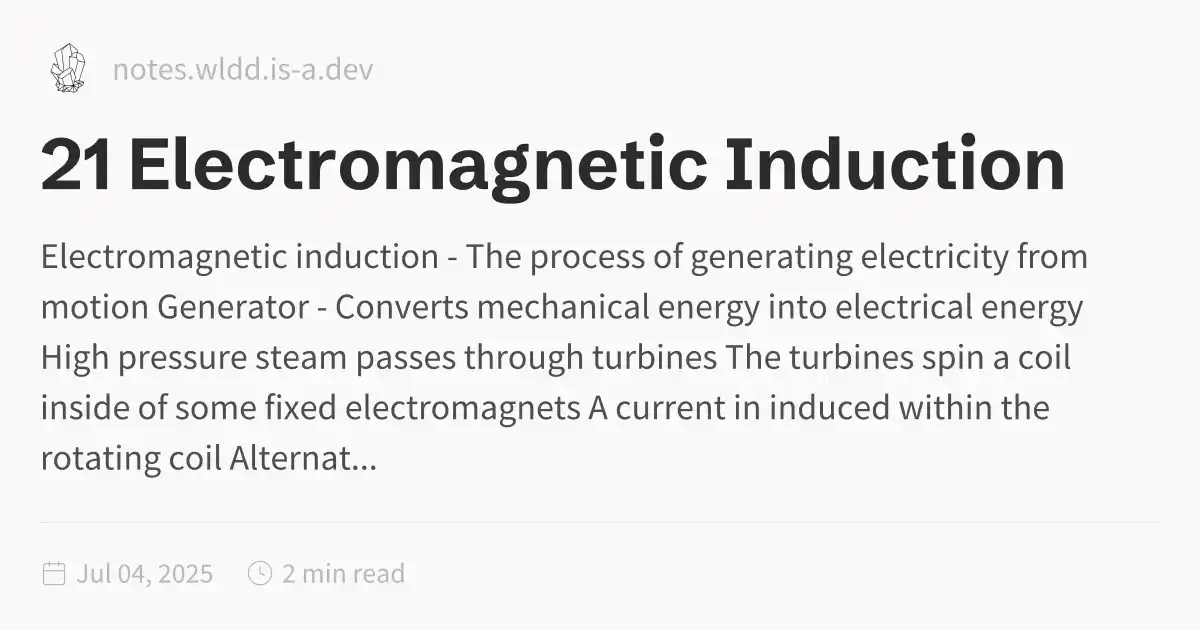 notes.wldd.is-a.dev
21 Electromagnetic Induction
Electromagnetic induction - The process of generating electricity from
motion Generator - Converts mechanical energy into electrical energy
High pressure steam passes through turbines The turbines spin a coil
inside of some fixed electromagnets A current in induced within the
rotating coil Alternat...
Jul 04, 2025 2 min read